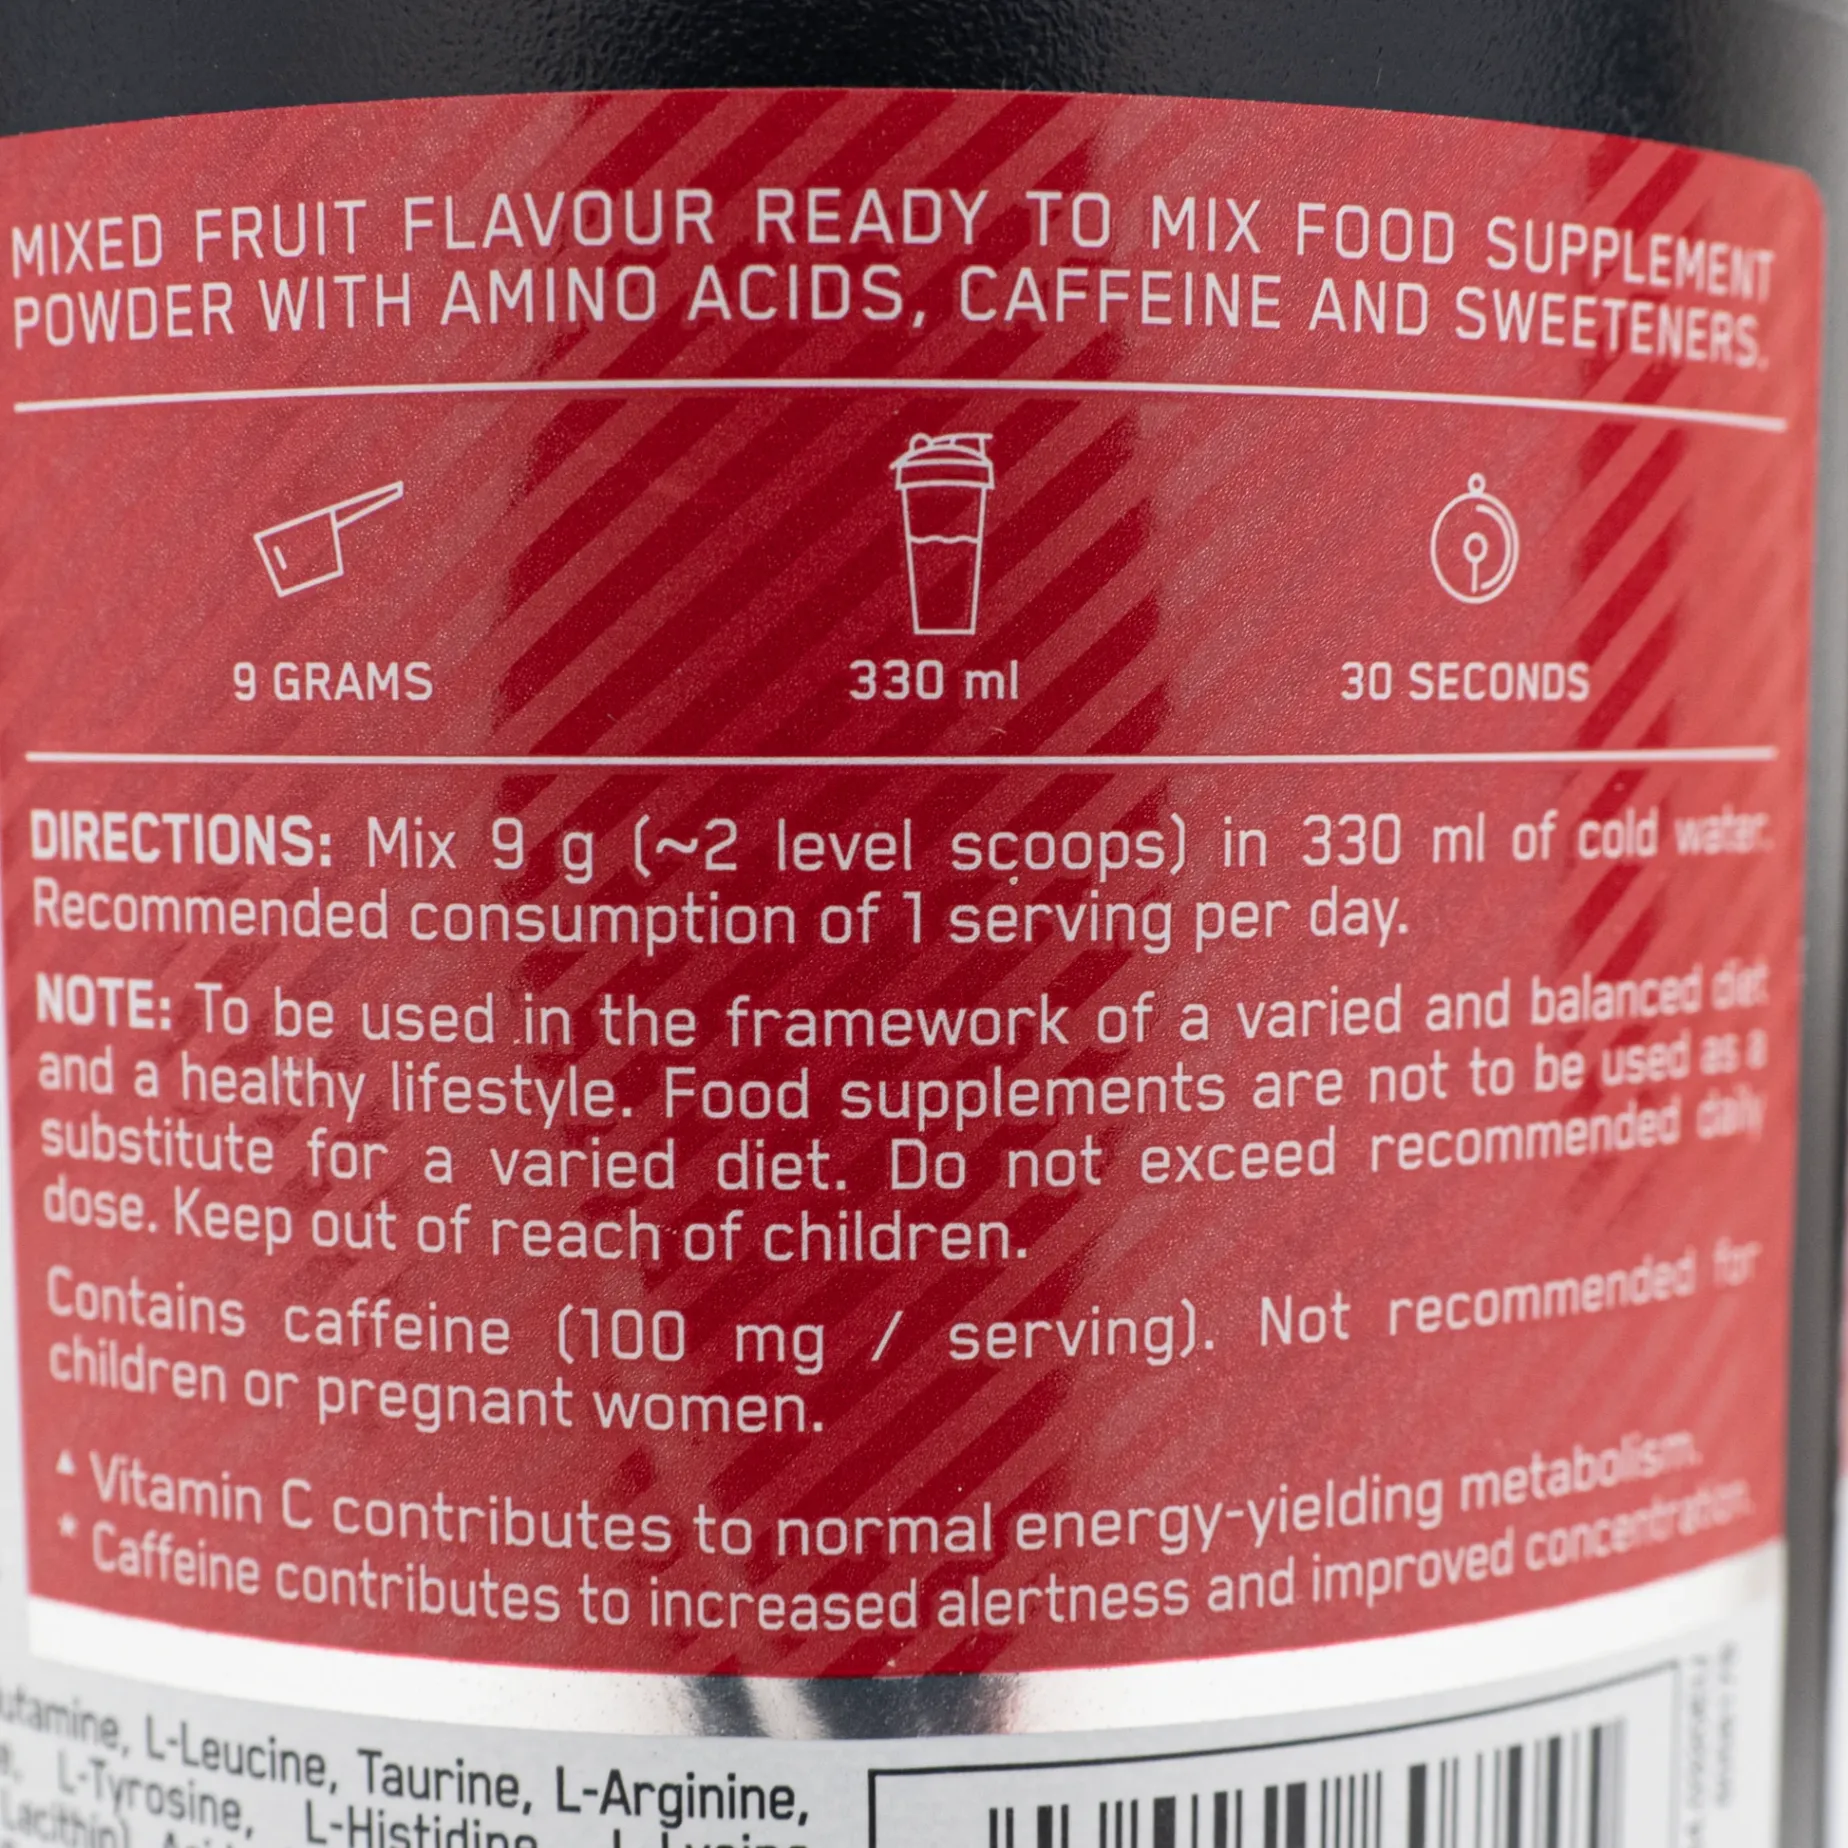 MIXED FRUIT FLAVOUR READY TO MIX FOOD SUPPLEMENT
POWDER WITH AMINO ACIDS, CAFFEINE AND SWEETENERS.
9 GRAMS
330 ml
30 SECONDS
DIRECTIONS: Mix 9 g (~2 level scoops) in 330 ml of cold water.
Recommended consumption of 1 serving per day.
NOTE: To be used in the framework of a varied and balanced diet
and a healthy lifestyle. Food supplements are not to be used as a
substitute for a varied diet. Do not exceed recommended daily
dose. Keep out of reach of children.
Contains caffeine (100 mg / serving). Not recommended for
children or pregnant women.
▲ Vitamin C contributes to normal energy-yielding metabolism.
* Caffeine contributes to increased alertness and improved concentration.
L-Leucine, Taurine, L-Arginine,
L-Tyrosine, L-Histidine, L-Lysine